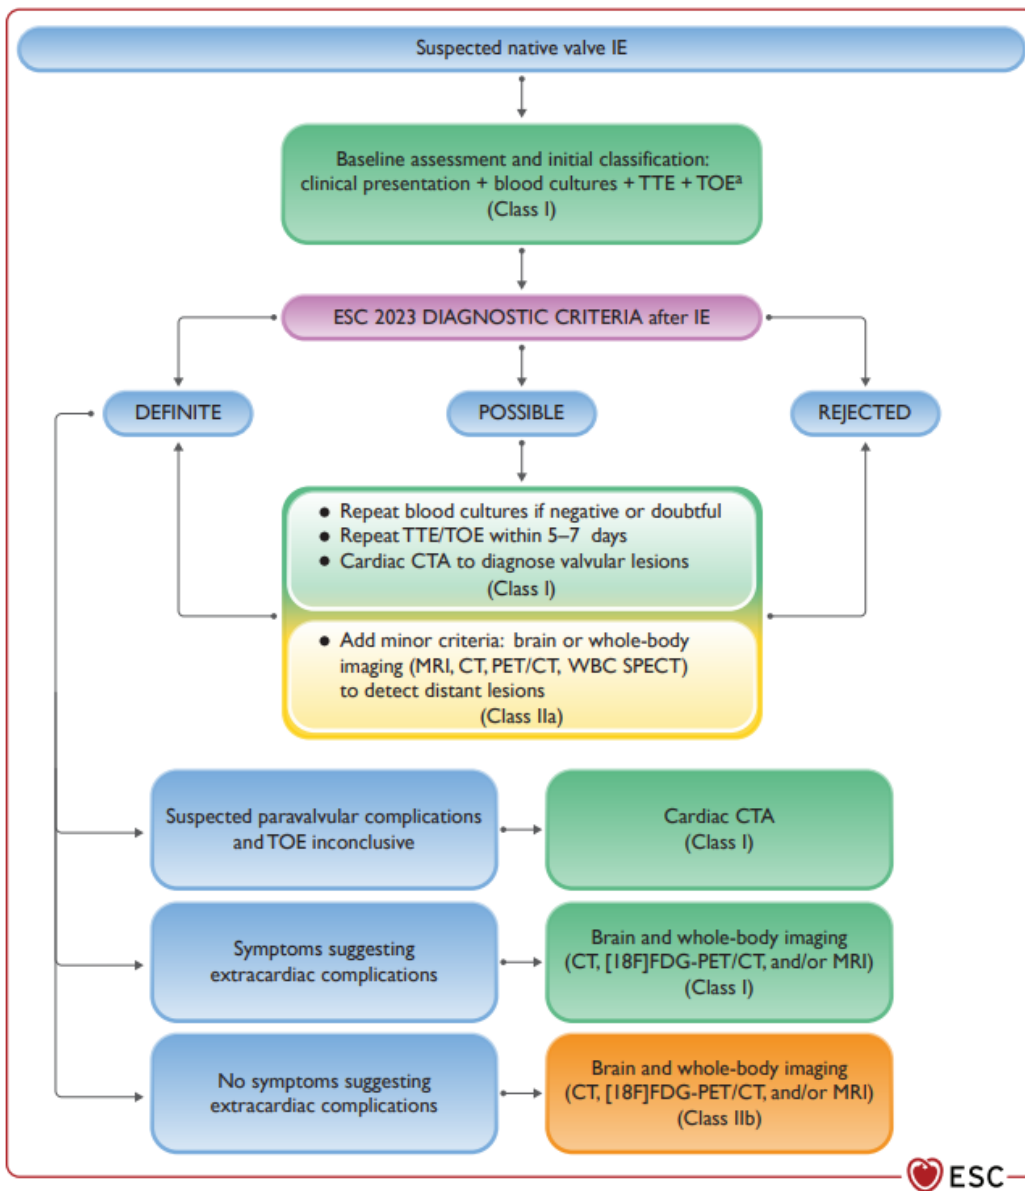 Suspected native valve IE
Baseline assessment and initial classification:
clinical presentation + blood cultures + TTE + TOEᵃ
(Class I)
ESC 2023 DIAGNOSTIC CRITERIA after IE
DEFINITE
POSSIBLE
REJECTED
● Repeat blood cultures if negative or doubtful
● Repeat TTE/TOE within 5–7 days
● Cardiac CTA to diagnose valvular lesions
(Class I)
● Add minor criteria: brain or whole-body
imaging (MRI, CT, PET/CT, WBC SPECT)
to detect distant lesions
(Class IIa)
Suspected paravalvular complications
and TOE inconclusive
Cardiac CTA
(Class I)
Symptoms suggesting
extracardiac complications
Brain and whole-body imaging
(CT, [18F]FDG-PET/CT, and/or MRI)
(Class I)
No symptoms suggesting
extracardiac complications
Brain and whole-body imaging
(CT, [18F]FDG-PET/CT, and/or MRI)
(Class IIb)
ESC